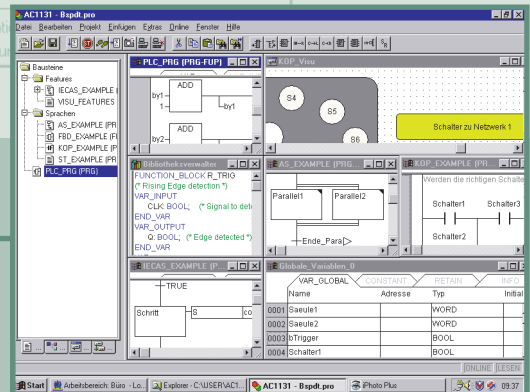 AC1131 - Bspdt.pro
Datei Bearbeiten Projekt Einfügen Extras Online Fenster Hilfe
Bausteine
Features
IECAS_EXAMPLE (
VISU_FEATURES
Sprachen
AS_EXAMPLE (PR
FBD_EXAMPLE (F
KOP_EXAMPLE (P
ST_EXAMPLE (PR
PLC_PRG (PRG)
PLC_PRG (PRG-FUP)
ADD
by1
1
by1
ADD
by2
KOP_Visu
S4
S5
S6
Schalter zu Netzwerk 1
Bibliotheksverwalter
FUNCTION_BLOCK R_TRIG
(* Rising Edge detection *)
VAR_INPUT
CLK: BOOL; (* Signal to dete
END_VAR
VAR_OUTPUT
Q: BOOL; (* Edge detected *)
END_VAR
AS_EXAMPLE (PRG...
Parallel1 Parallel2
Ende_Para
KOP_EXAMPLE (PRG...
Werden die richtigen Schalte
Schalter1 Schalter3
Schalter2
IECAS_EXAMPLE (P...
TRUE
Schritt S co
Globale_Variablen_0
VAR_GLOBAL CONSTANT RETAIN INFO
Name Adresse Typ Initial
0001 Saeule1 WORD
0002 Saeule2 WORD
0003 bTrigger BOOL
0004 Schalter1 BOOL
ONLINE LESEN
Start Arbeitsbereich: Büro - Lo... Explorer - C:\USER\AC1... AC1131 - Bspdt.pro iPhoto Plus 09:37